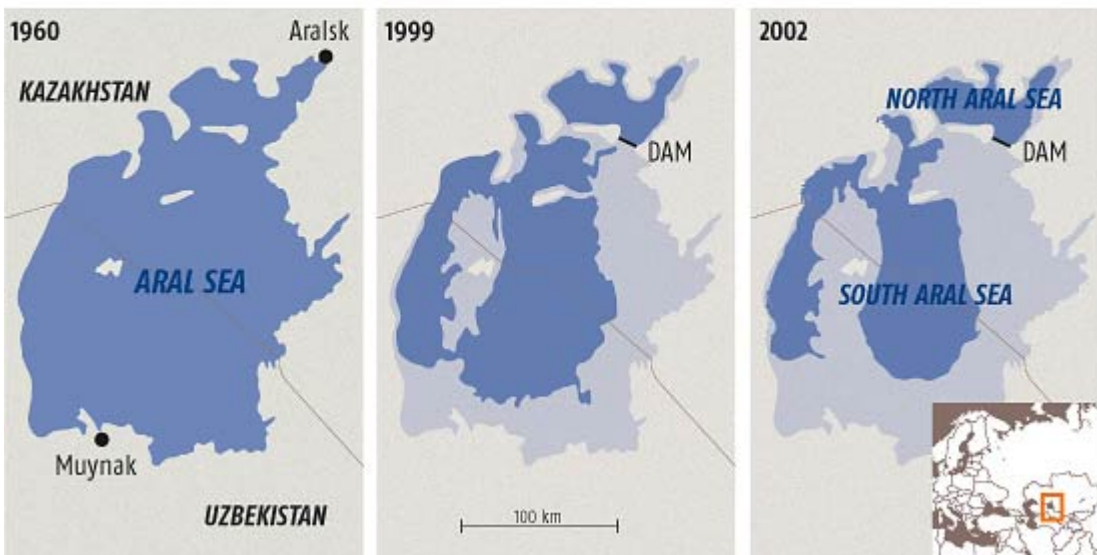 1960
Aralsk
KAZAKHSTAN
ARAL SEA
Muynak
UZBEKISTAN
1999
DAM
100 km
2002
NORTH ARAL SEA
DAM
SOUTH ARAL SEA